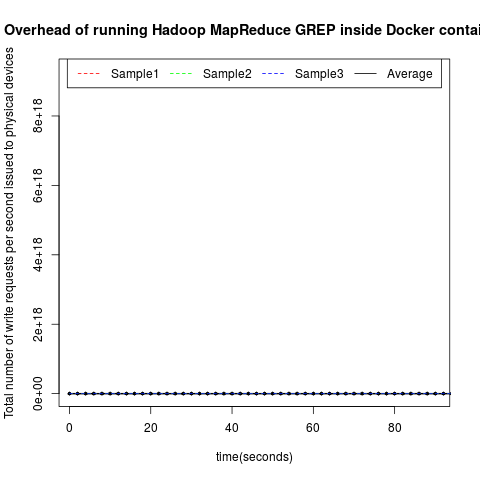 Overhead of running Hadoop MapReduce GREP inside Docker contai
Sample1 Sample2 Sample3 Average
Total number of write requests per second issued to physical devices
8e+18
6e+18
4e+18
2e+18
0e+00
0 20 40 60 80
time(seconds)